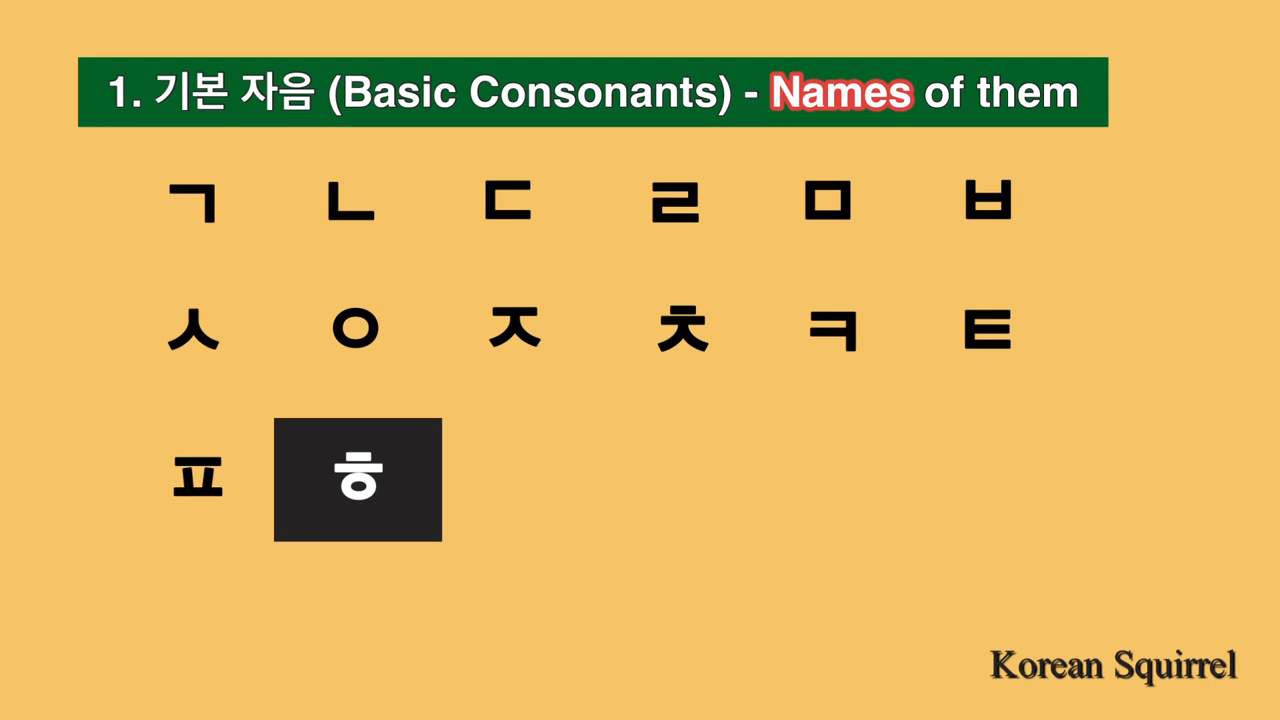 1. 기본 자음 (Basic Consonants) - Names of them
ㄱ ㄴ ㄷ ㄹ ㅁ ㅂ
ㅅ ㅇ ㅈ ㅊ ㅋ ㅌ
ㅍ ㅎ
Korean Squirrel